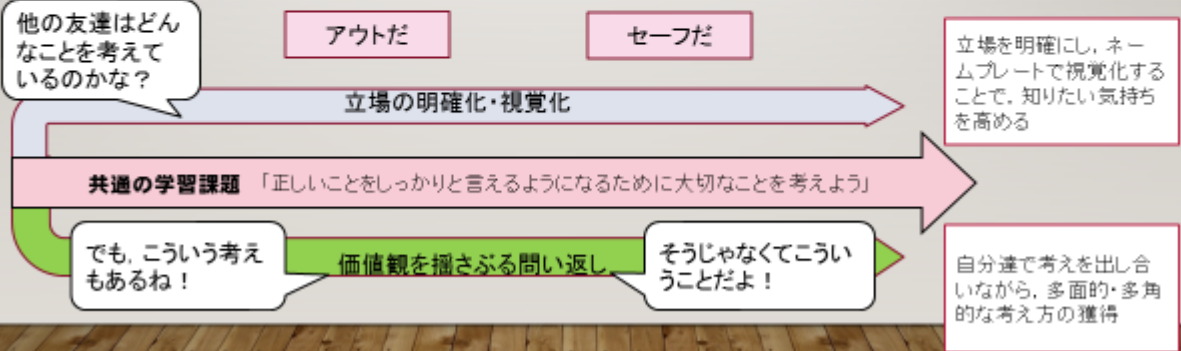 他の友達はどん
なことを考えて
いるのかな？
アウトだ
セーフだ
立場を明確にし，ネー
ムプレートで視覚化する
ことで，知りたい気持ち
を高める
立場の明確化・視覚化
共通の学習課題 「正しいことをしっかりと言えるようになるために大切なことを考えよう」
でも，こういう考え
もあるね！
価値観を揺さぶる問い返し
そうじゃなくてこうい
うことだよ！
自分達で考えを出し合
いながら，多面的・多角
的な考え方の獲得